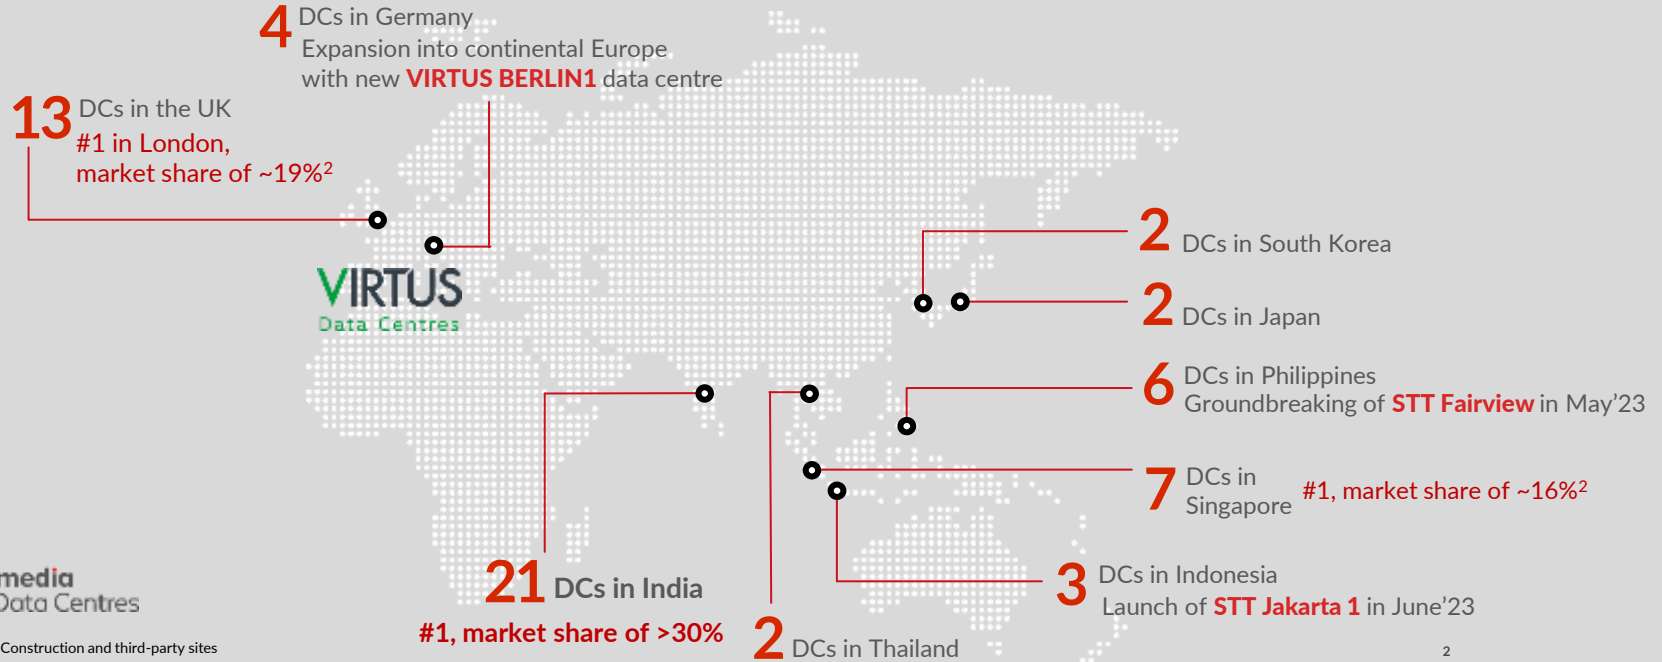 4 DCs in Germany
Expansion into continental Europe
with new VIRTUS BERLIN1 data centre
13 DCs in the UK
#1 in London,
market share of ~19%²
VIRTUS
Data Centres
2 DCs in South Korea
2 DCs in Japan
6 DCs in Philippines
Groundbreaking of STT Fairview in May’23
7 DCs in
Singapore
#1, market share of ~16%²
21 DCs in India
#1, market share of >30%
3 DCs in Indonesia
Launch of STT Jakarta 1 in June’23
2 DCs in Thailand
media
Data Centres
Construction and third-party sites
2